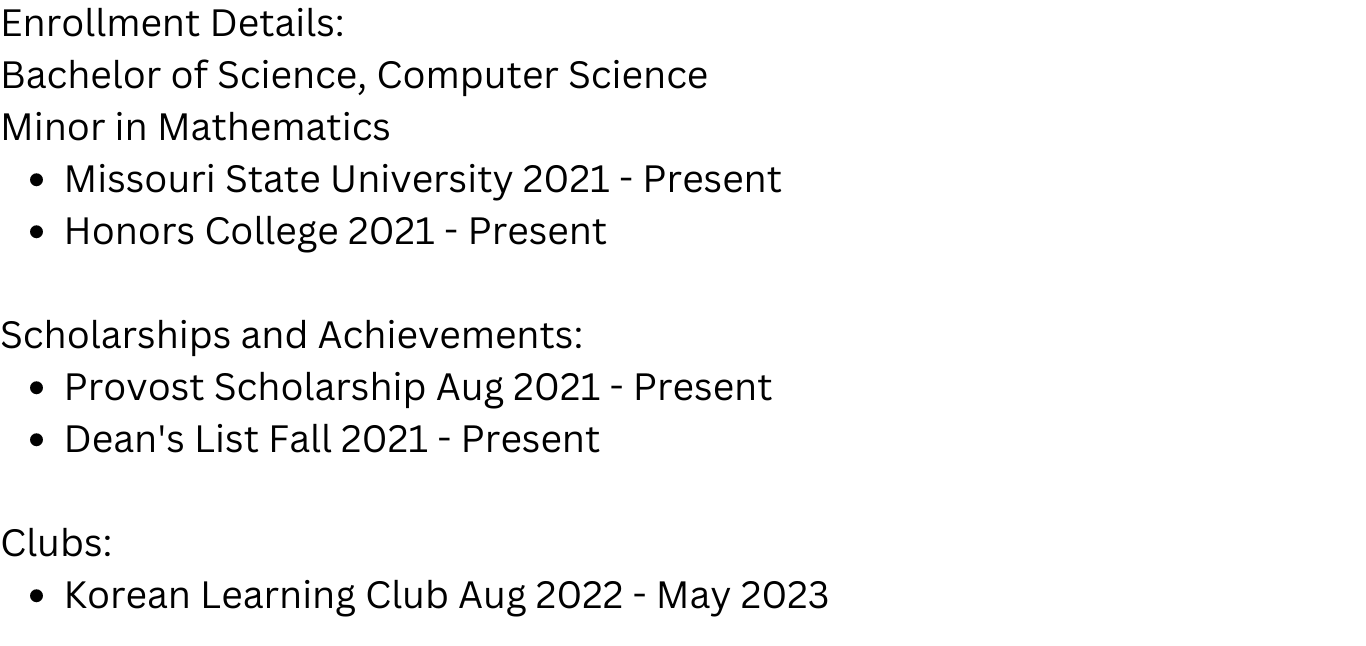 Enrollment Details:
Bachelor of Science, Computer Science
Minor in Mathematics
• Missouri State University 2021 - Present
• Honors College 2021 - Present
Scholarships and Achievements:
• Provost Scholarship Aug 2021 - Present
• Dean's List Fall 2021 - Present
Clubs:
• Korean Learning Club Aug 2022 - May 2023